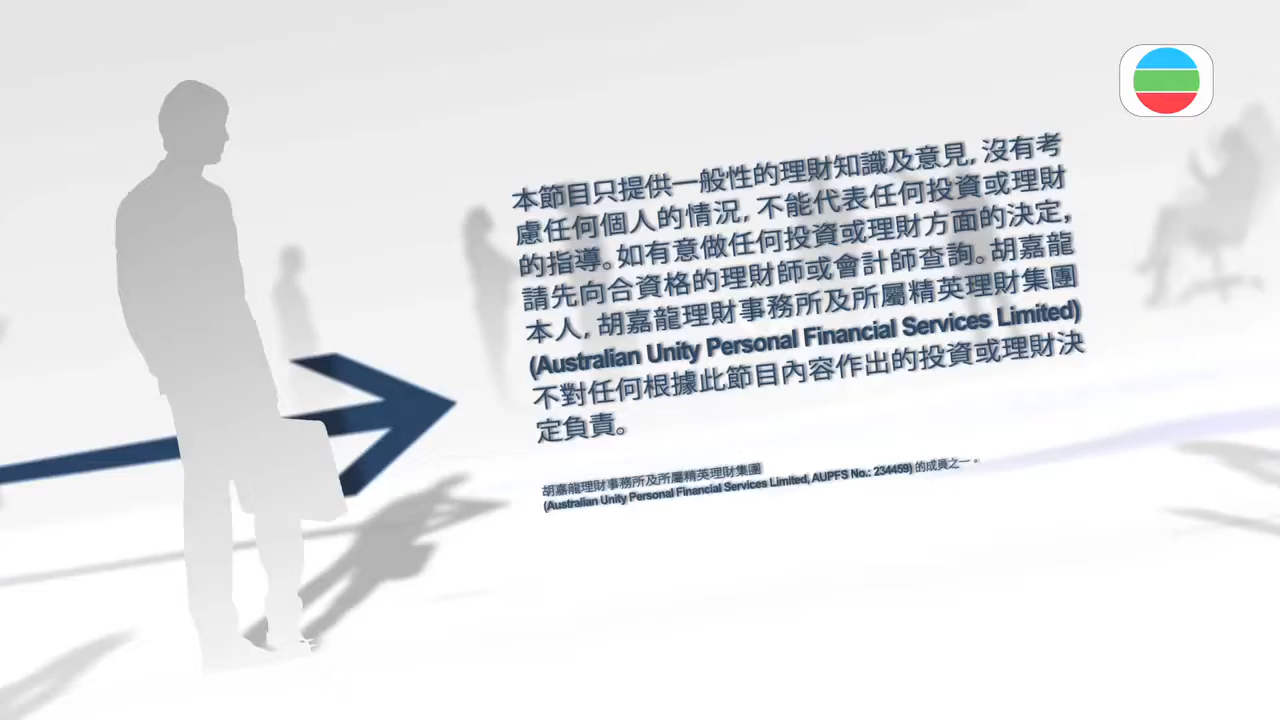 本節目只提供一般性的理財知識及意見, 沒有考
慮任何個人的情況, 不能代表任何投資或理財
的指導。如有意做任何投資或理財方面的決定,
請先向合資格的理財師或會計師查詢。胡嘉龍
本人, 胡嘉龍理財事務所及所屬精英理財集團
(Australian Unity Personal Financial Services Limited)
不對任何根據此節目內容作出的投資或理財決
定負責。
胡嘉龍理財事務所及所屬精英理財集團
(Australian Unity Personal Financial Services Limited, AUPFS No.: 234459) 的成員之一。